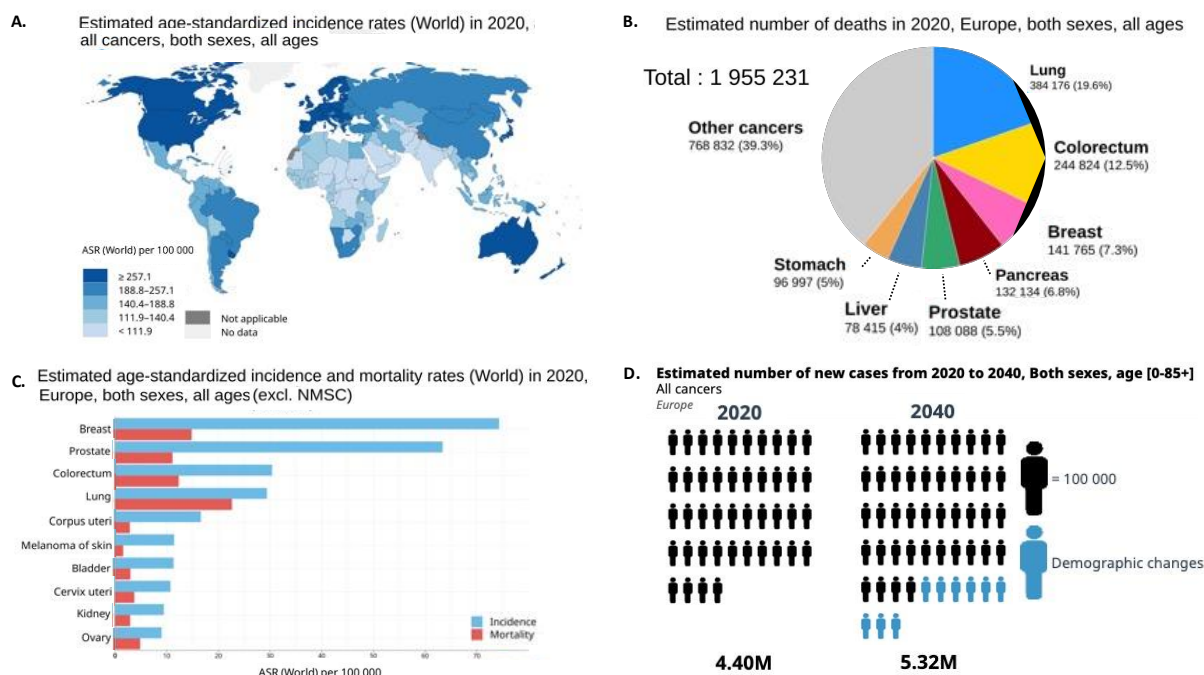 A.
Estimated age-standardized incidence rates (World) in 2020,
all cancers, both sexes, all ages
ASR (World) per 100 000
≥ 257.1
188.8–257.1
140.4–188.8
111.9–140.4
< 111.9
Not applicable
No data
B.
Estimated number of deaths in 2020, Europe, both sexes, all ages
Total : 1 955 231
Lung
384 176 (19.6%)
Colorectum
244 824 (12.5%)
Breast
141 765 (7.3%)
Pancreas
132 134 (6.8%)
Prostate
108 088 (5.5%)
Liver
78 415 (4%)
Stomach
96 997 (5%)
Other cancers
768 832 (39.3%)
C.
Estimated age-standardized incidence and mortality rates (World) in 2020,
Europe, both sexes, all ages (excl. NMSC)
Breast
Prostate
Colorectum
Lung
Corpus uteri
Melanoma of skin
Bladder
Cervix uteri
Kidney
Ovary
Incidence
Mortality
0 10 20 30 40 50 60 70
ASR (World) per 100 000
D.
Estimated number of new cases from 2020 to 2040, Both sexes, age [0-85+]
All cancers
Europe
2020 2040
= 100 000
Demographic changes
4.40M 5.32M